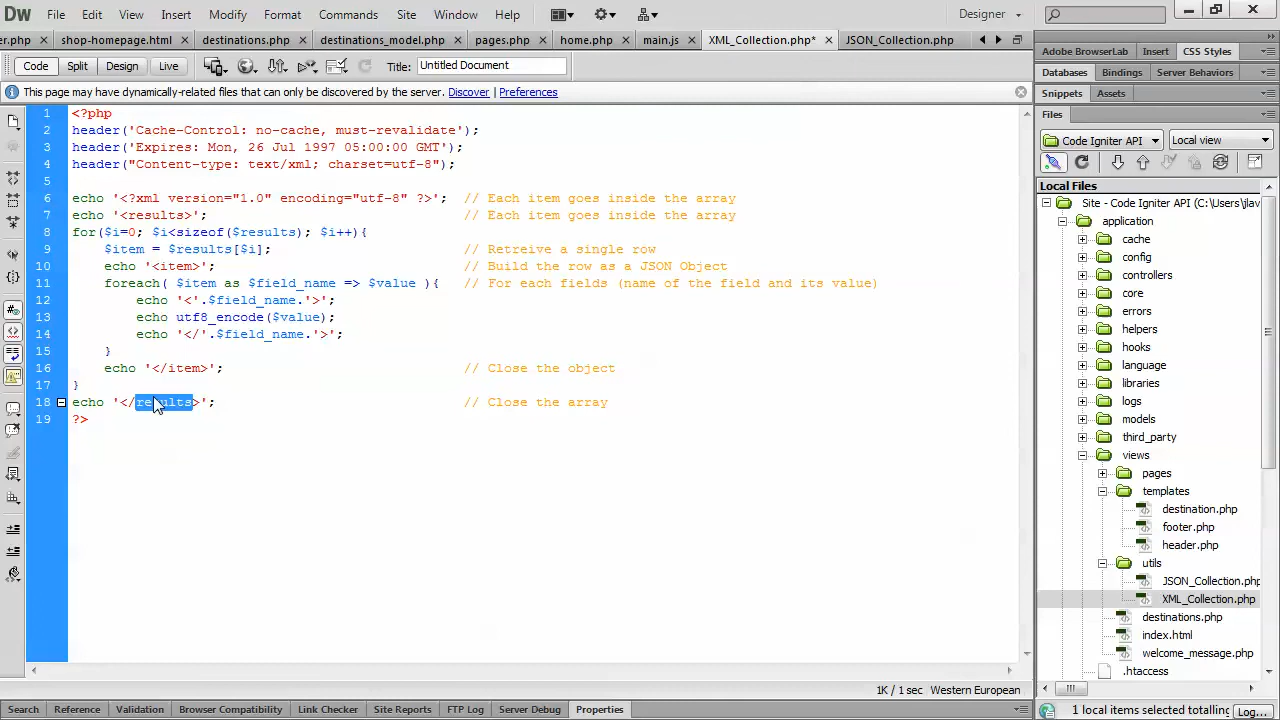 Dw File Edit View Insert Modify Format Commands Site Window Help Designer
er.php shop-homepage.html destinations.php destinations_model.php pages.php home.php main.js XML_Collection.php* JSON_Collection.php
Code Split Design Live Title: Untitled Document
This page may have dynamically-related files that can only be discovered by the server. Discover Preferences
1 <?php
2 header('Cache-Control: no-cache, must-revalidate');
3 header('Expires: Mon, 26 Jul 1997 05:00:00 GMT');
4 header("Content-type: text/xml; charset=utf-8");
5
6 echo '<?xml version="1.0" encoding="utf-8" ?>'; // Each item goes inside the array
7 echo '<results>'; // Each item goes inside the array
8 for($i=0; $i<sizeof($results); $i++){
9 $item = $results[$i]; // Retreive a single row
10 echo '<item>'; // Build the row as a JSON Object
11 foreach( $item as $field_name => $value ){ // For each fields (name of the field and its value)
12 echo '<'.$field_name.'>';
13 echo utf8_encode($value);
14 echo '</'.$field_name.'>';
15 }
16 echo '</item>'; // Close the object
17 }
18 echo '</results>'; // Close the array
19 ?>
1K / 1 sec Western European
Search Reference Validation Browser Compatibility Link Checker Site Reports FTP Log Server Debug Properties
Adobe BrowserLab Insert CSS Styles
Databases Bindings Server Behaviors
Snippets Assets
Files
Code Igniter API Local view
Local Files
Site - Code Igniter API (C:\Users\jav
application
cache
config
controllers
core
errors
helpers
hooks
language
libraries
logs
models
third_party
views
pages
templates
destination.php
footer.php
header.php
utils
JSON_Collection.php
XML_Collection.php
destinations.php
index.html
welcome_message.php
.htaccess
1 local items selected totalling Log...